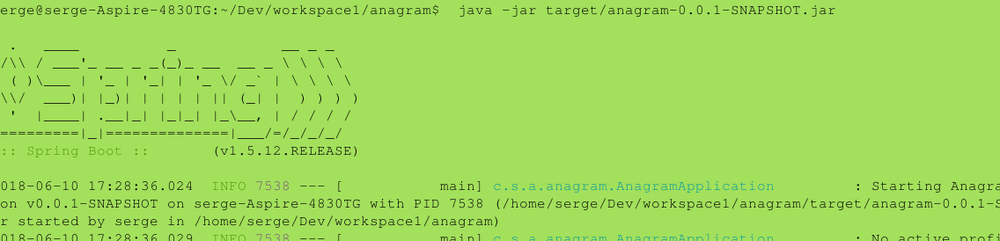 erge@serge-Aspire-4830TG:~/Dev/workspace1/anagram$  java -jar target/anagram-0.0.1-SNAPSHOT.jar
 .   ____          _            __ _ _
/\\ / ___'_ __ _ _(_)_ __  __ _ \ \ \ \
 ( )\___ | '_ | '_| | '_ \/ _` | \ \ \ \
\\/  ___)| |_)| | | | | || (_| |  ) ) ) )
 '  |____| .__|_| |_|_| |_\__, | / / / /
=========|_|==============|___/=/_/_/_/
:: Spring Boot ::        (v1.5.12.RELEASE)
018-06-10 17:28:36.024  INFO 7538 --- [           main] c.s.a.anagram.AnagramApplication         : Starting Anagra
on v0.0.1-SNAPSHOT on serge-Aspire-4830TG with PID 7538 (/home/serge/Dev/workspace1/anagram/target/anagram-0.0.1-S
r started by serge in /home/serge/Dev/workspace1/anagram)
018-06-10 17:28:36.029  INFO 7538 --- [           main] c.s.a.anagram.AnagramApplication         : No active profi